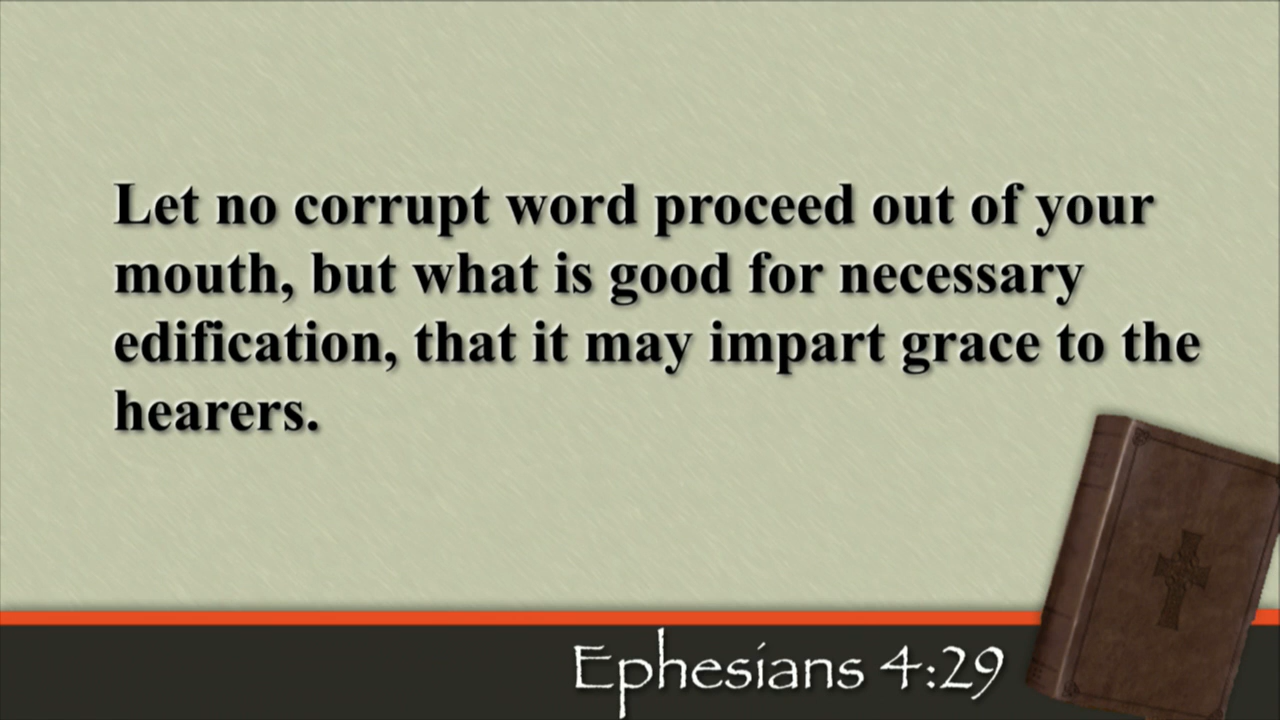 Let no corrupt word proceed out of your
mouth, but what is good for necessary
edification, that it may impart grace to the
hearers.
Ephesians 4:29